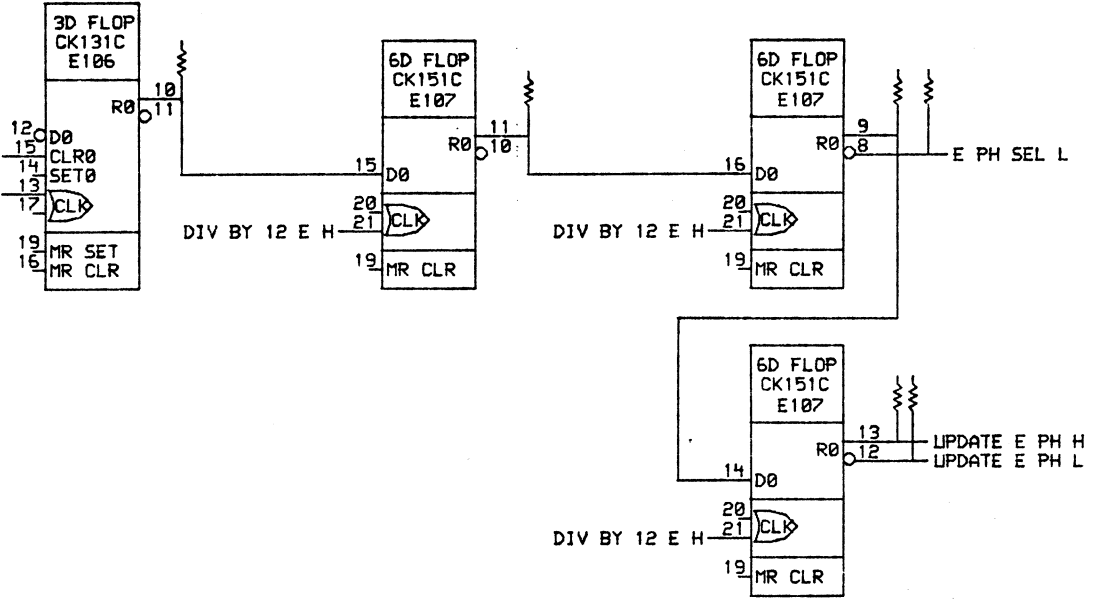 3D FLOP
CK131C
E106
10
R0
11
12
D0
15
CLR0
14
SET0
13
17
CLK
19
MR SET
16
MR CLR
6D FLOP
CK151C
E107
11
R0
10
15
D0
20
21
CLK
DIV BY 12 E H
19
MR CLR
6D FLOP
CK151C
E107
9
R0
8
E PH SEL L
16
D0
20
21
CLK
DIV BY 12 E H
19
MR CLR
6D FLOP
CK151C
E107
13
UPDATE E PH H
R0
12
UPDATE E PH L
14
D0
20
21
CLK
DIV BY 12 E H
19
MR CLR